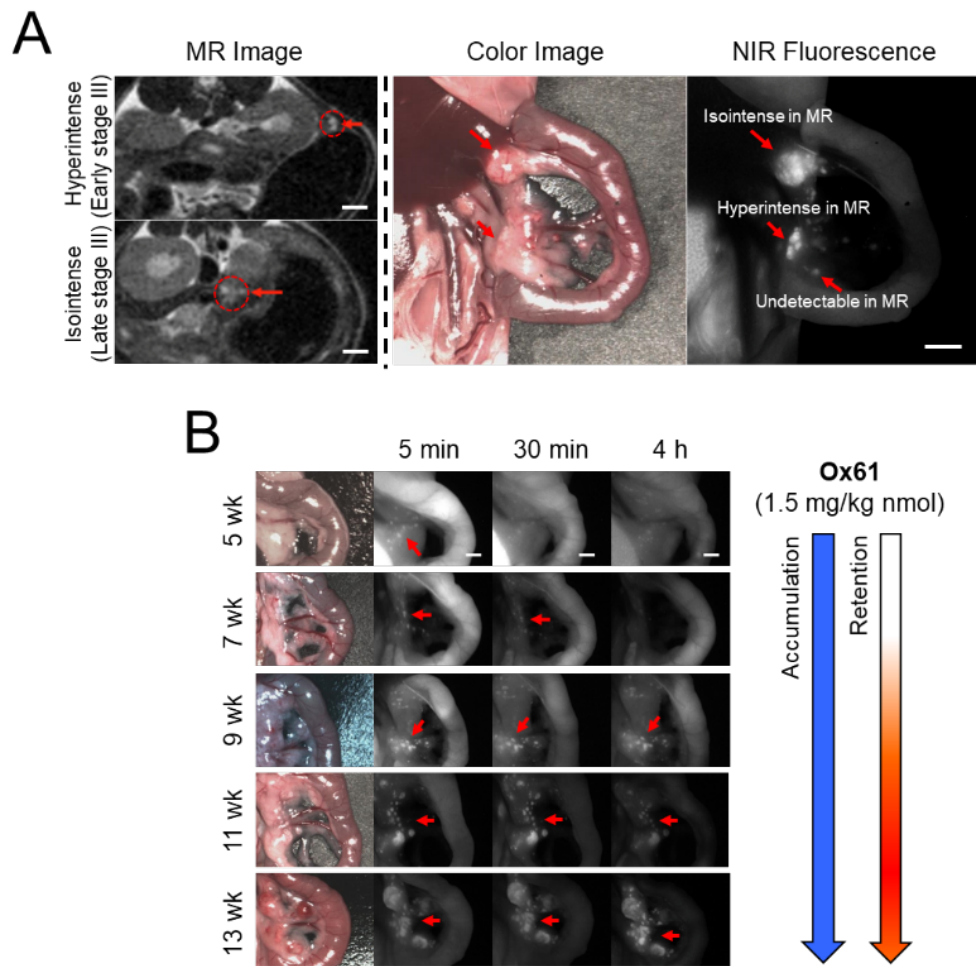 A
MR Image
Color Image
NIR Fluorescence
Hyperintense
(Early stage III)
Isointense
(Late stage III)
Isointense in MR
Hyperintense in MR
Undetectable in MR
B
5 min
30 min
4 h
Ox61
(1.5 mg/kg nmol)
5 wk
7 wk
9 wk
11 wk
13 wk
Accumulation
Retention